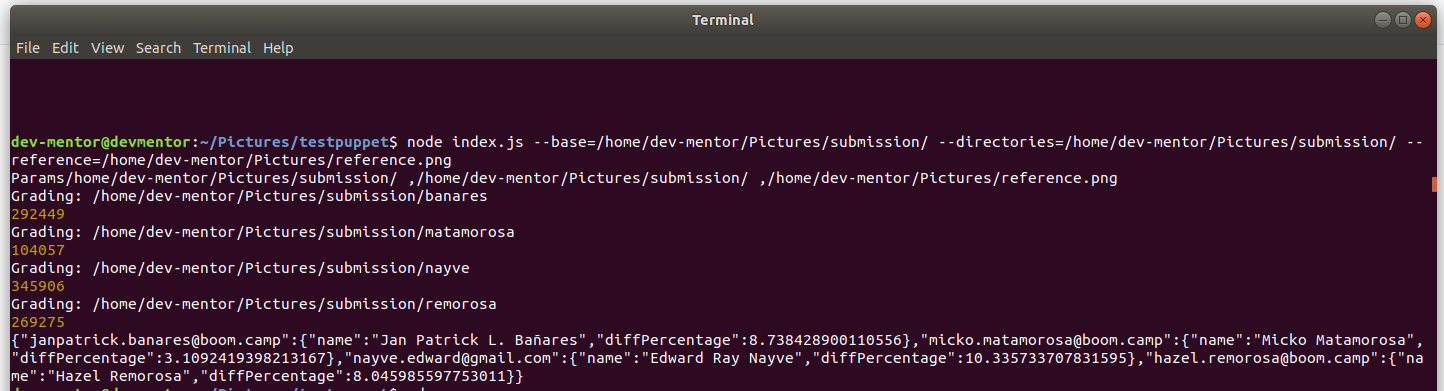 Terminal
File Edit View Search Terminal Help
dev-mentor@devmentor:~/Pictures/testpuppet$ node index.js --base=/home/dev-mentor/Pictures/submission/ --directories=/home/dev-mentor/Pictures/submission/ --
reference=/home/dev-mentor/Pictures/reference.png
Params/home/dev-mentor/Pictures/submission/ ,/home/dev-mentor/Pictures/submission/ ,/home/dev-mentor/Pictures/reference.png
Grading: /home/dev-mentor/Pictures/submission/banares
292449
Grading: /home/dev-mentor/Pictures/submission/matamorosa
104057
Grading: /home/dev-mentor/Pictures/submission/nayve
345906
Grading: /home/dev-mentor/Pictures/submission/remorosa
269275
{"janpatrick.banares@boom.camp":{"name":"Jan Patrick L. Bañares","diffPercentage":8.738428900110556},"micko.matamorosa@boom.camp":{"name":"Micko Matamorosa",
"diffPercentage":3.1092419398213167},"nayve.edward@gmail.com":{"name":"Edward Ray Nayve","diffPercentage":10.335733707831595},"hazel.remorosa@boom.camp":{"na
me":"Hazel Remorosa","diffPercentage":8.045985597753011}}